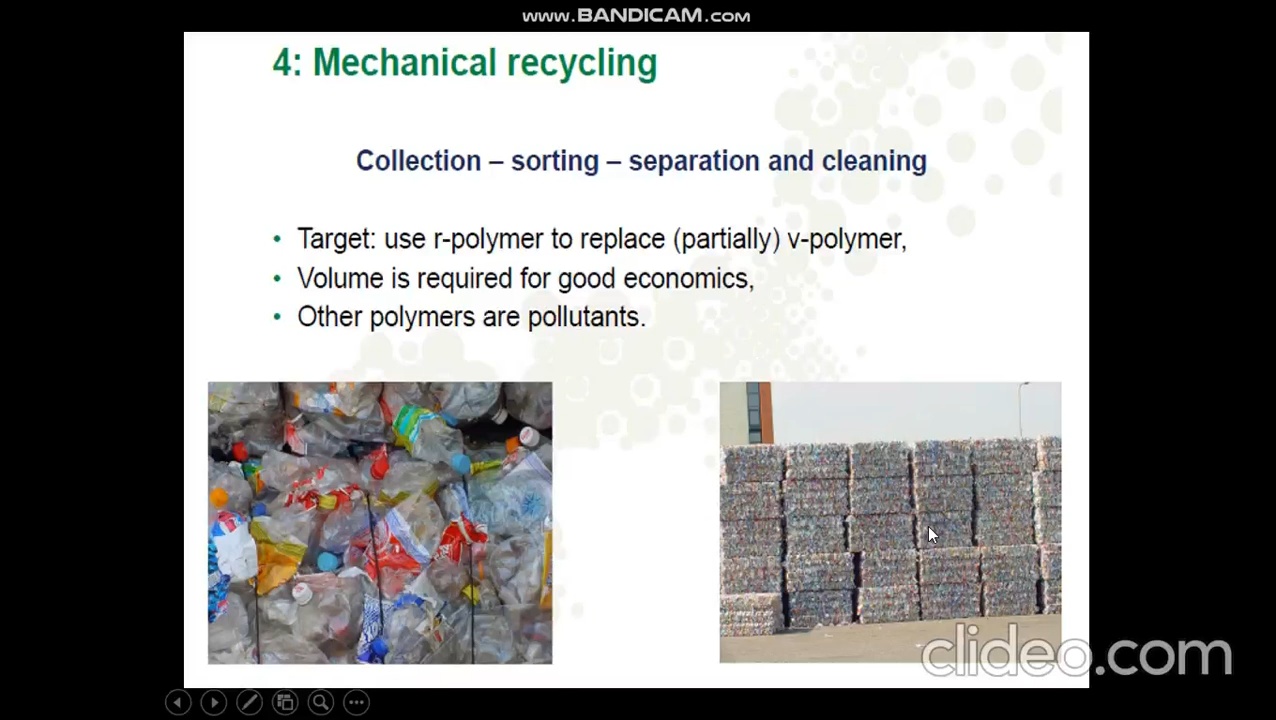 www.BANDICAM.com
4: Mechanical recycling
Collection – sorting – separation and cleaning
• Target: use r-polymer to replace (partially) v-polymer,
• Volume is required for good economics,
• Other polymers are pollutants.
clideo.com